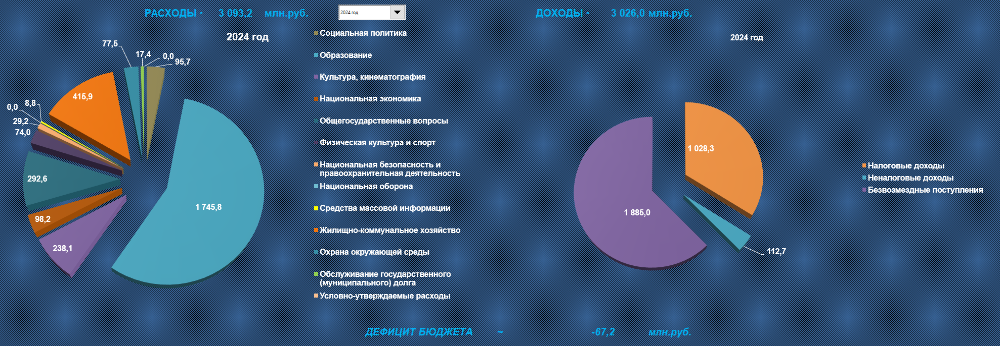 РАСХОДЫ - 3 093,2 млн.руб.
2024 год
ДОХОДЫ - 3 026,0 млн.руб.
2024 год
77,5
17,4
0,0
95,7
415,9
8,8
0,0
29,2
74,0
292,6
98,2
238,1
1 745,8
Социальная политика
Образование
Культура, кинематография
Национальная экономика
Общегосударственные вопросы
Физическая культура и спорт
Национальная безопасность и
правоохранительная деятельность
Национальная оборона
Средства массовой информации
Жилищно-коммунальное хозяйство
Охрана окружающей среды
Обслуживание государственного
(муниципального) долга
Условно-утверждаемые расходы
2024 год
1 028,3
1 885,0
112,7
Налоговые доходы
Неналоговые доходы
Безвозмездные поступления
ДЕФИЦИТ БЮДЖЕТА ~ -67,2 млн.руб.